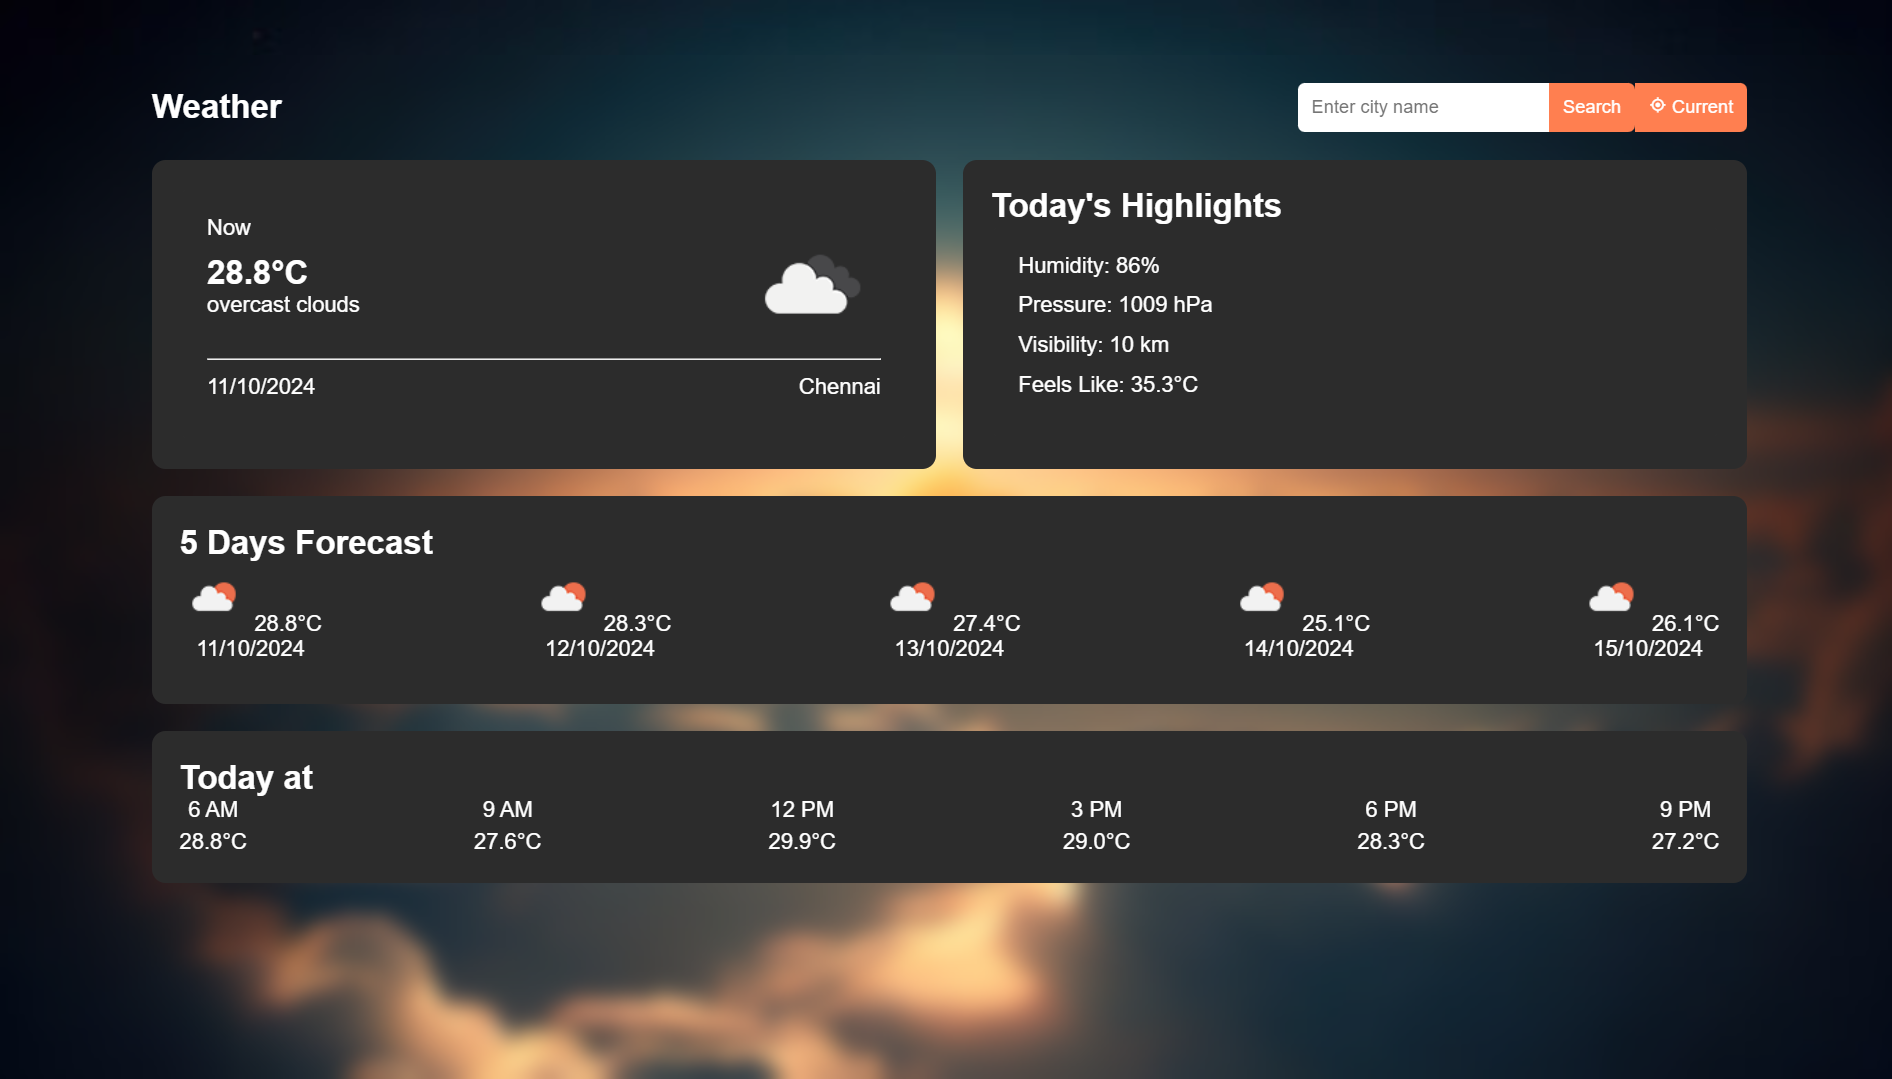 Weather
Enter city name Search Current
Now
28.8°C
overcast clouds
11/10/2024 Chennai
Today's Highlights
Humidity: 86%
Pressure: 1009 hPa
Visibility: 10 km
Feels Like: 35.3°C
5 Days Forecast
28.8°C 28.3°C 27.4°C 25.1°C 26.1°C
11/10/2024 12/10/2024 13/10/2024 14/10/2024 15/10/2024
Today at
6 AM 9 AM 12 PM 3 PM 6 PM 9 PM
28.8°C 27.6°C 29.9°C 29.0°C 28.3°C 27.2°C